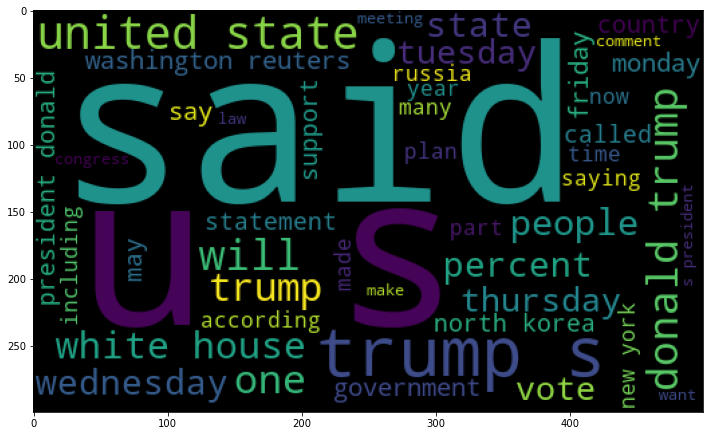 0
50
100
150
200
250
0
100
200
300
400
united state
meeting
state
country
washington reuters
tuesday
comment
russia
monday
year
now
friday
say
law
many
support
said
president donald
congress
plan
called
time
saying
donald trump
u s
statement
part
people
s president
including
may
will
made
percent
trump
make
thursday
according
north korea
white house
trump s
new york
wednesday
one
government
vote
want